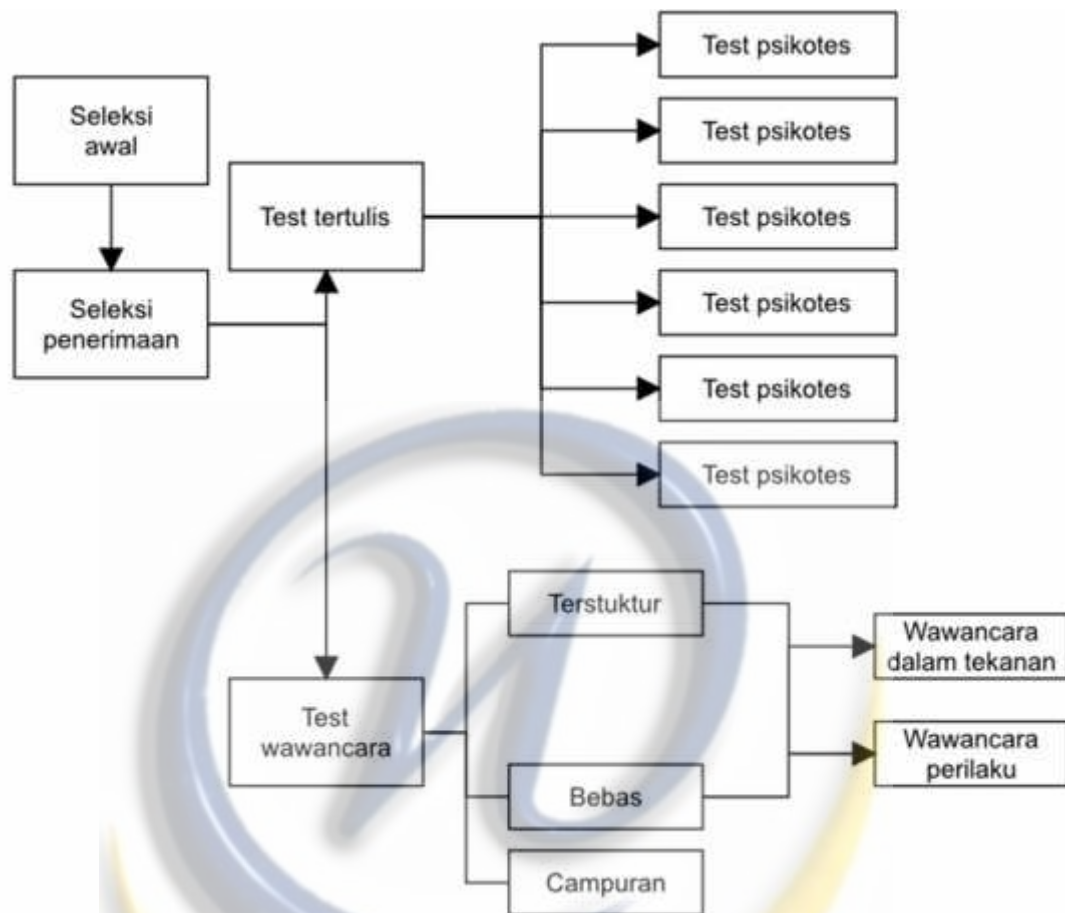 Seleksi
awal
Seleksi
penerimaan
Test tertulis
Test psikotes
Test psikotes
Test psikotes
Test psikotes
Test psikotes
Test psikotes
Test
wawancara
Terstuktur
Bebas
Campuran
Wawancara
dalam tekanan
Wawancara
perilaku